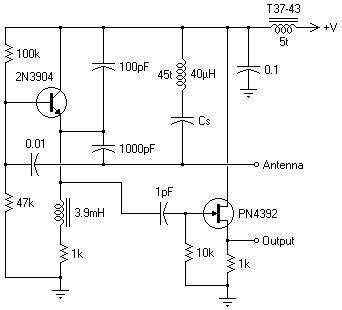 T37-43
+V
5t
100k
2N3904
100pF
45t
40µH
0.1
Cs
0.01
1000pF
Antenna
47k
1pF
PN4392
3.9mH
Output
1k
10k
1k